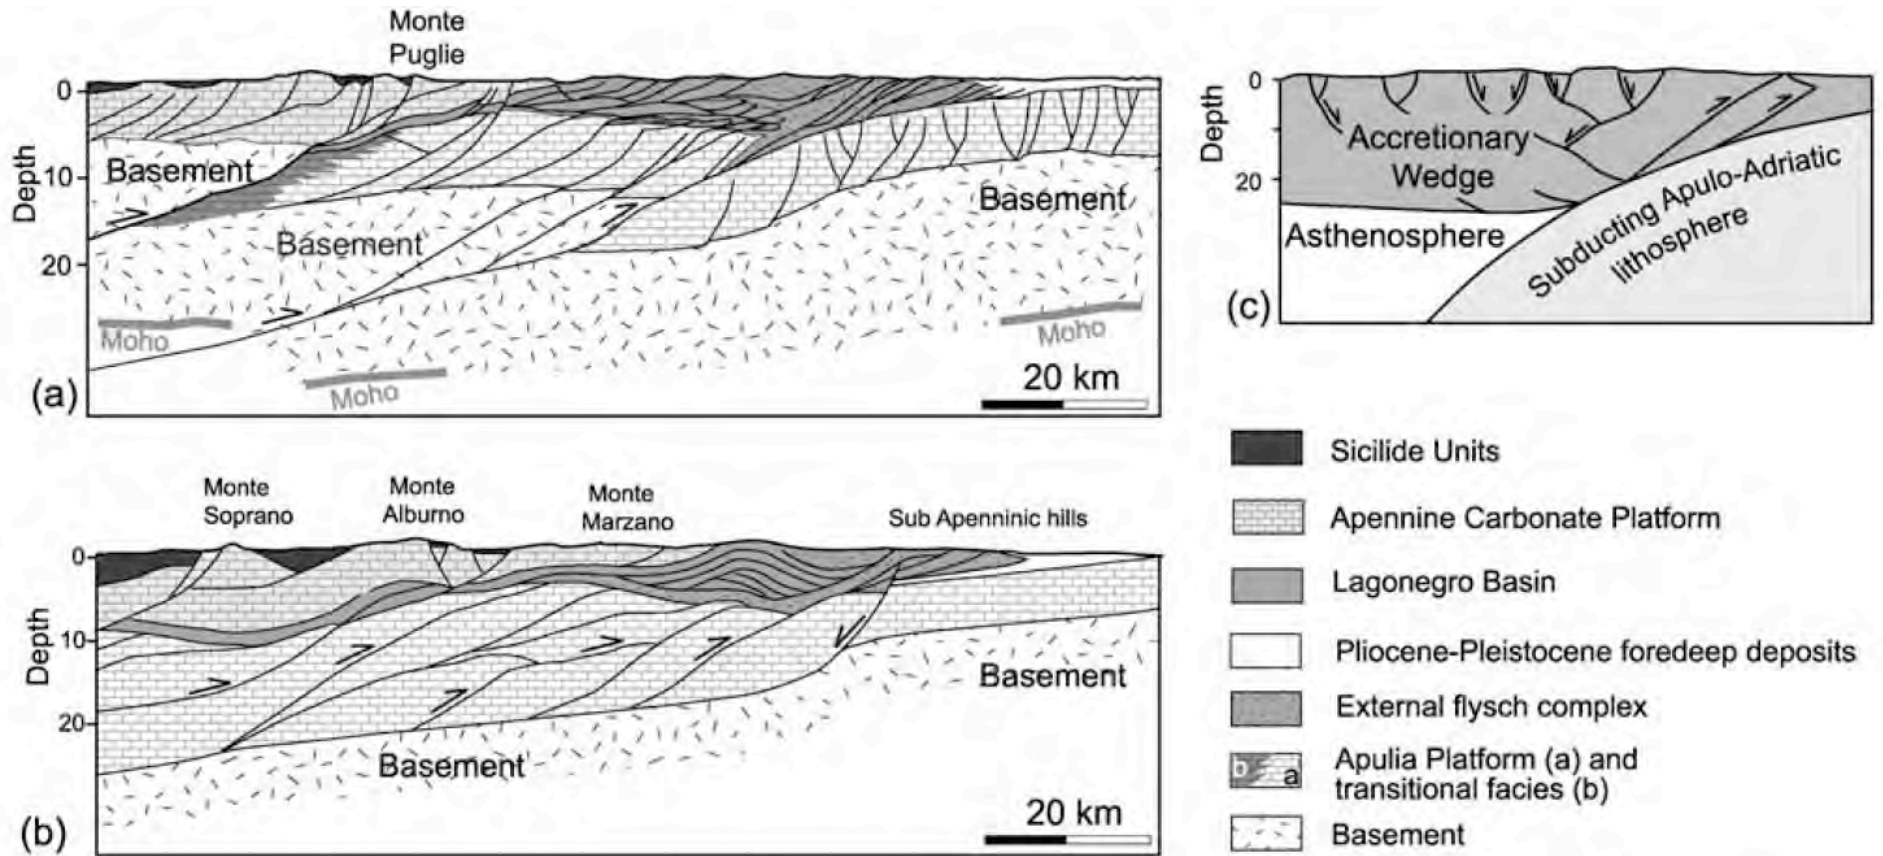 Monte
Puglie
0
10
20
Depth
Basement
Basement
Basement
Moho
Moho
Moho
20 km
(a)
0
20
Depth
Accretionary
Wedge
Asthenosphere
Subducting Apulo-Adriatic
lithosphere
(c)
Monte
Soprano
Monte
Alburno
Monte
Marzano
Sub Apenninic hills
0
10
20
Depth
Basement
Basement
20 km
(b)
Sicilide Units
Apennine Carbonate Platform
Lagonegro Basin
Pliocene-Pleistocene foredeep deposits
External flysch complex
b
a
Apulia Platform (a) and
transitional facies (b)
Basement